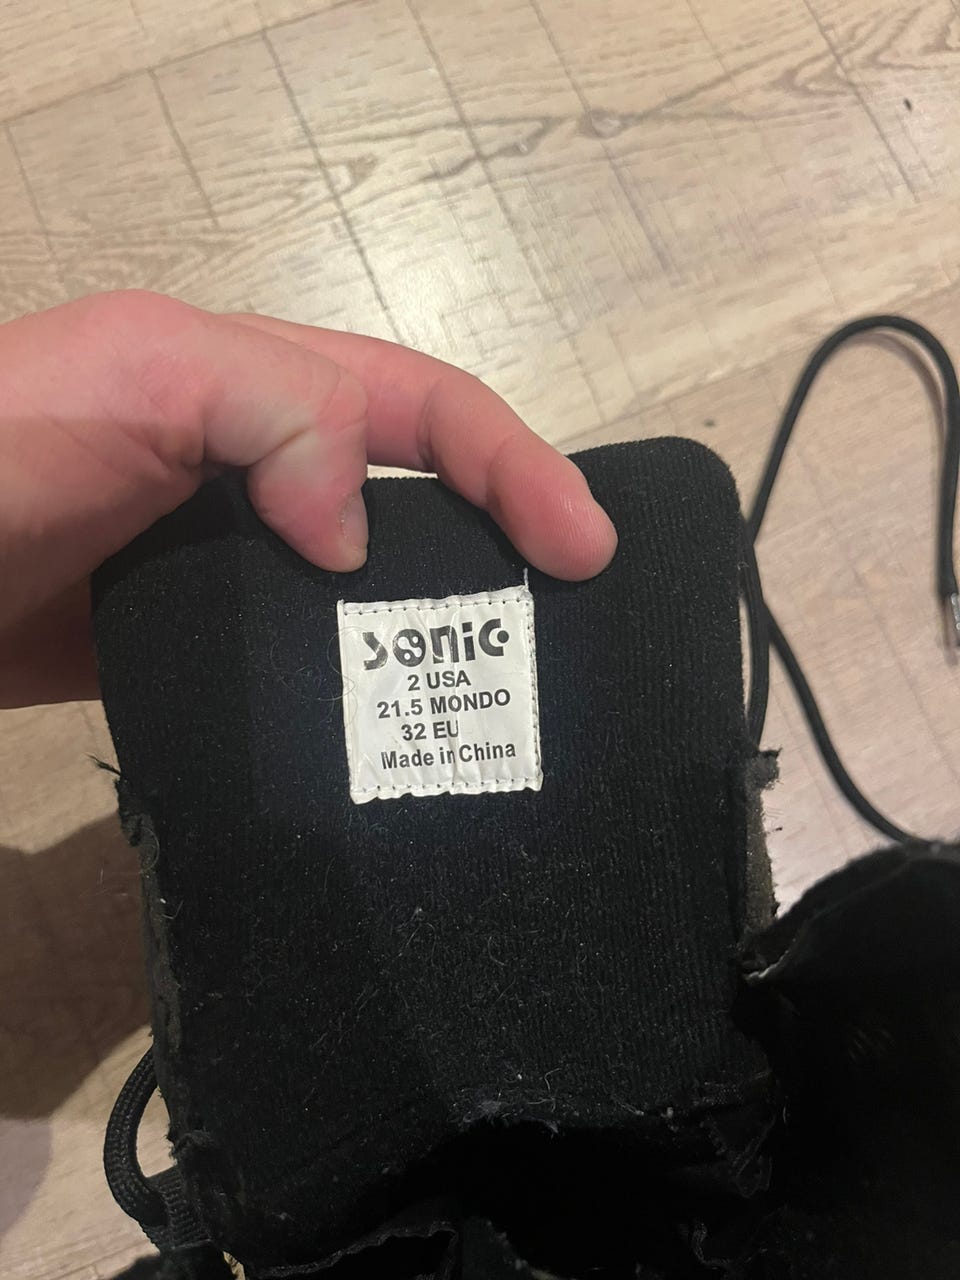 SONIC
2 USA
21.5 MONDO
32 EU
Made in China